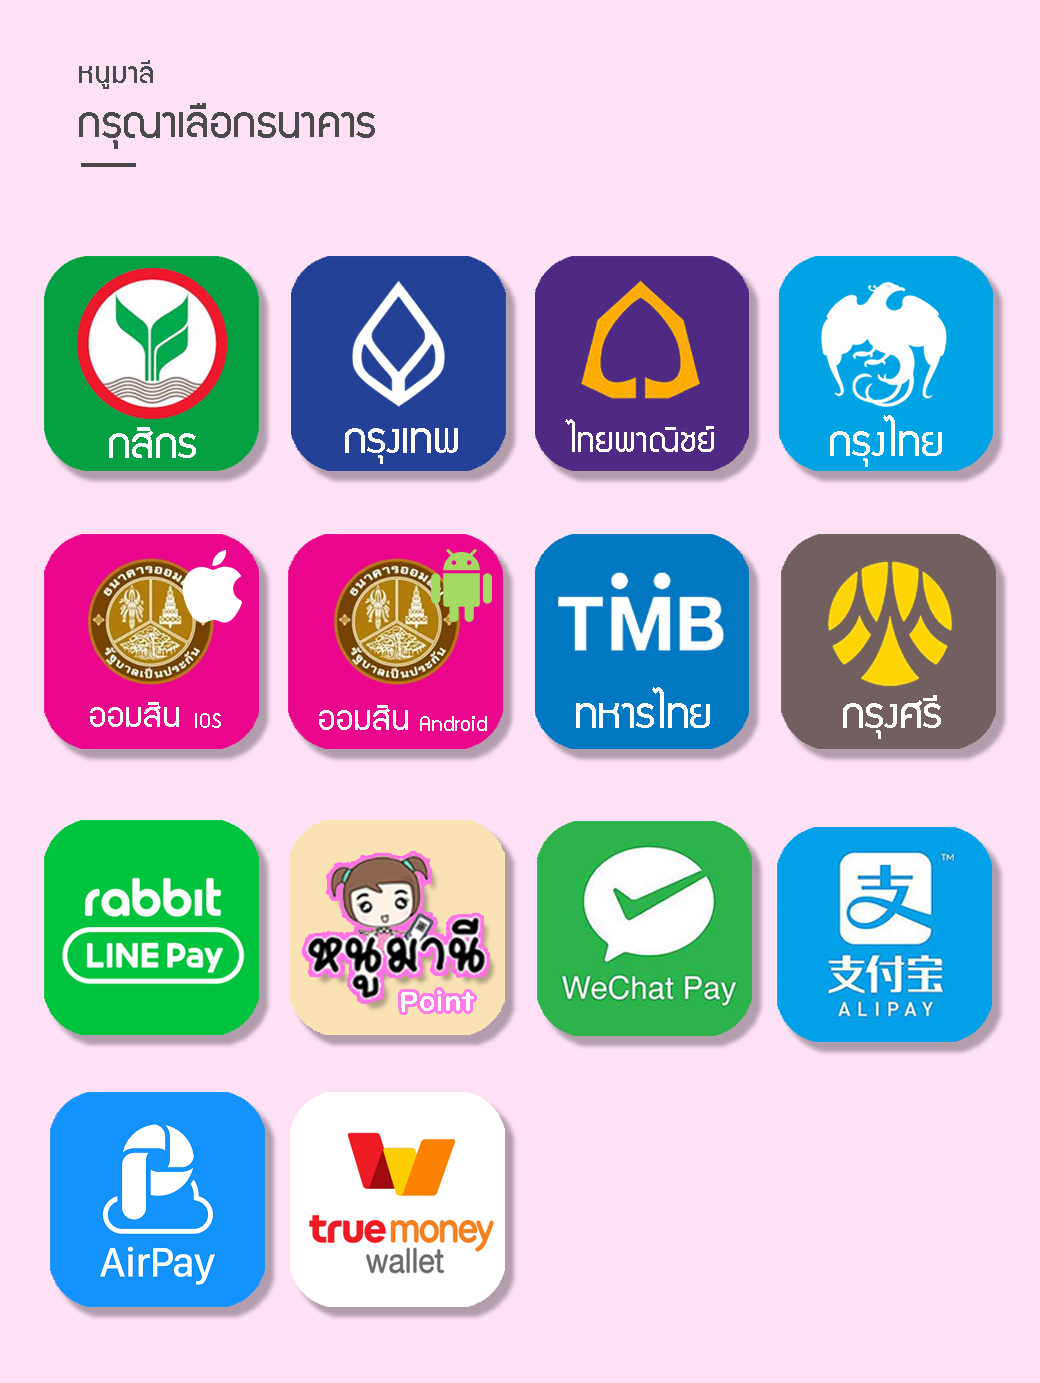 หนูมาลี
กรุณาเลือกธนาคาร
กสิกร
กรุงเทพ
ไทยพาณิชย์
กรุงไทย
ธนาคารออมสิน
รัฐบาลเป็นประกัน
ออมสิน IOS
ธนาคารออมสิน
รัฐบาลเป็นประกัน
ออมสิน Android
TMB
ทหารไทย
กรุงศรี
rabbit
LINE Pay
หนูมานี
Point
WeChat Pay
支 TM
支付宝
ALIPAY
AirPay
true money
wallet